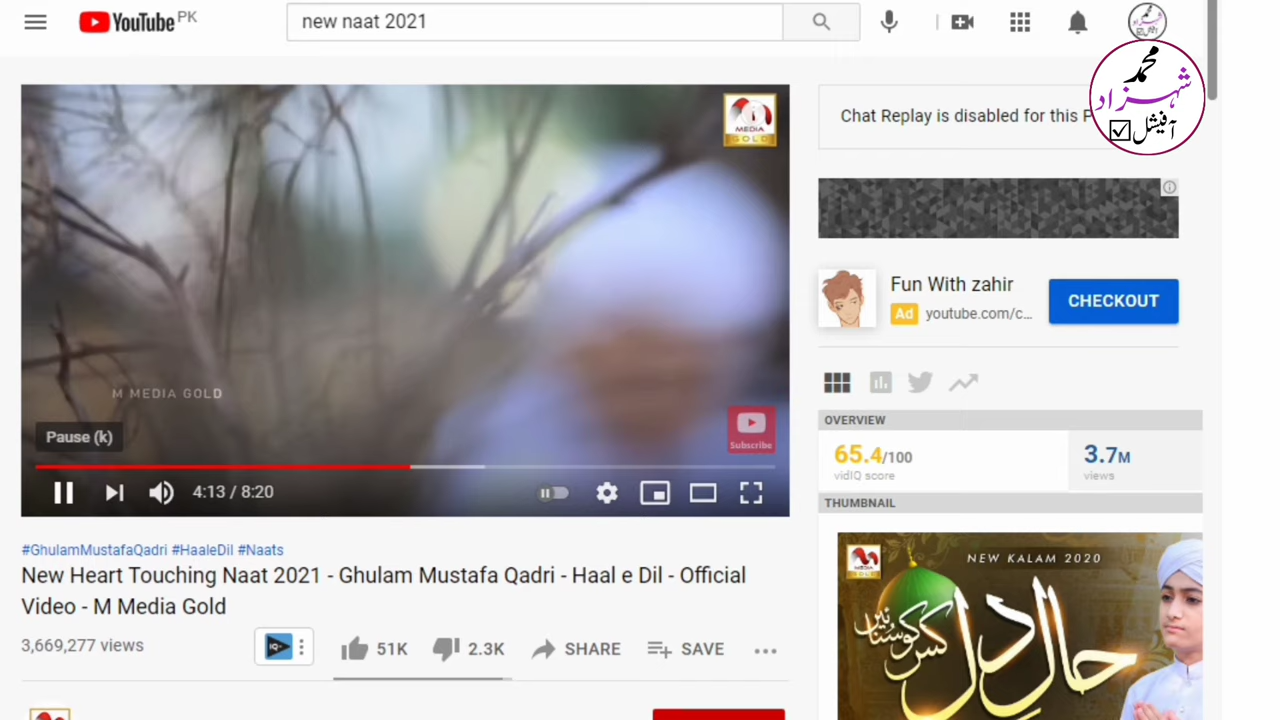 YouTube PK
new naat 2021
محمد
شہزاد
آفیشل
Chat Replay is disabled for this P
MEDIA
GOLD
Fun With zahir
Ad youtube.com/c...
CHECKOUT
M MEDIA GOLD
Pause (k)
Subscribe
4:13 / 8:20
OVERVIEW
65.4/100
vidIQ score
3.7M
views
THUMBNAIL
#GhulamMustafaQadri #HaaleDil #Naats
New Heart Touching Naat 2021 - Ghulam Mustafa Qadri - Haal e Dil - Official
Video - M Media Gold
3,669,277 views
IQ
51K
2.3K
SHARE
SAVE
NEW KALAM 2020
حال دل
کس کو سنائیں